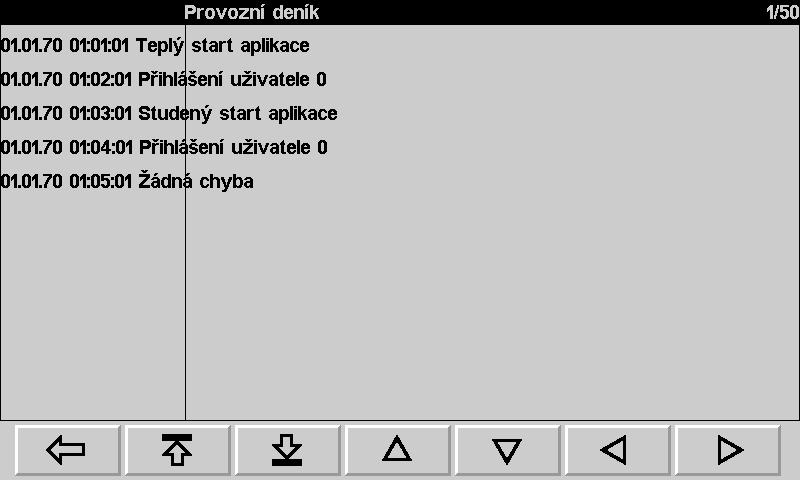 Provozní deník 1/50
01.01.70 01:01:01 Teplý start aplikace
01.01.70 01:02:01 Přihlášení uživatele 0
01.01.70 01:03:01 Studený start aplikace
01.01.70 01:04:01 Přihlášení uživatele 0
01.01.70 01:05:01 Žádná chyba